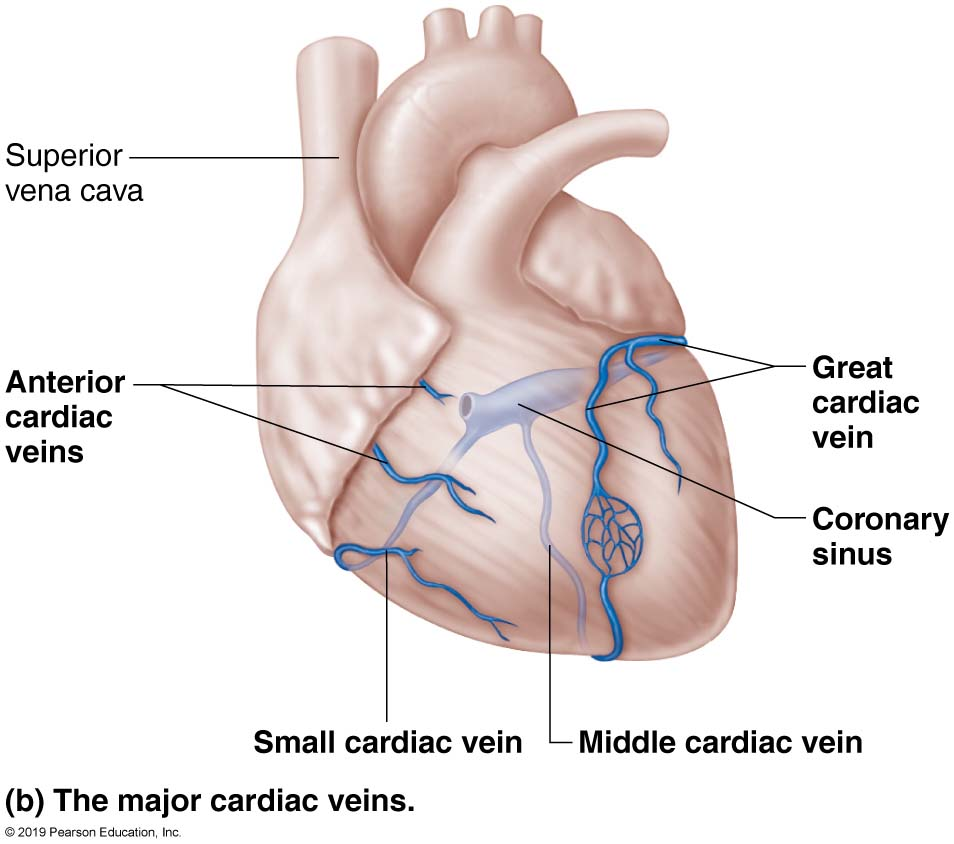 Superior
vena cava
Anterior
cardiac
veins
Great
cardiac
vein
Coronary
sinus
Small cardiac vein
Middle cardiac vein
(b) The major cardiac veins.
© 2019 Pearson Education, Inc.